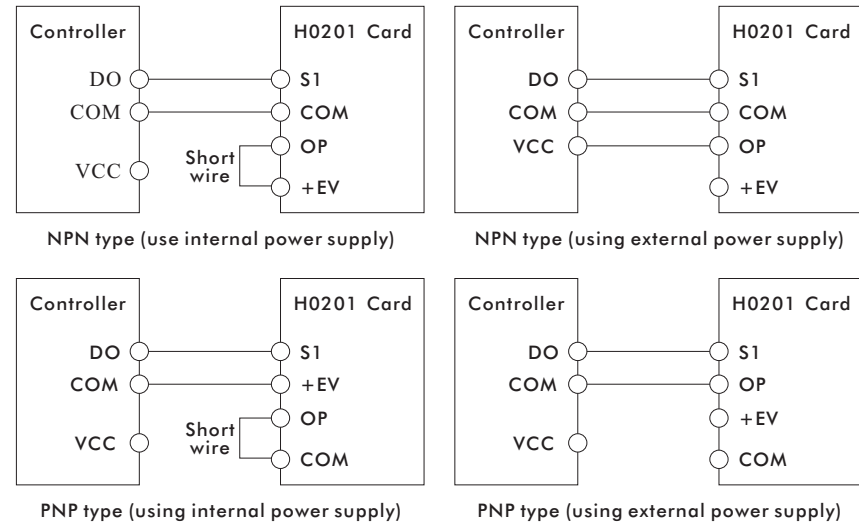 Controller
H0201 Card
DO
S1
COM
COM
OP
Short
wire
VCC
+EV
NPN type (use internal power supply)
Controller
H0201 Card
DO
S1
COM
COM
VCC
OP
+EV
NPN type (using external power supply)
Controller
H0201 Card
DO
S1
COM
+EV
OP
Short
wire
VCC
COM
PNP type (using internal power supply)
Controller
H0201 Card
DO
S1
COM
OP
+EV
VCC
COM
PNP type (using external power supply)